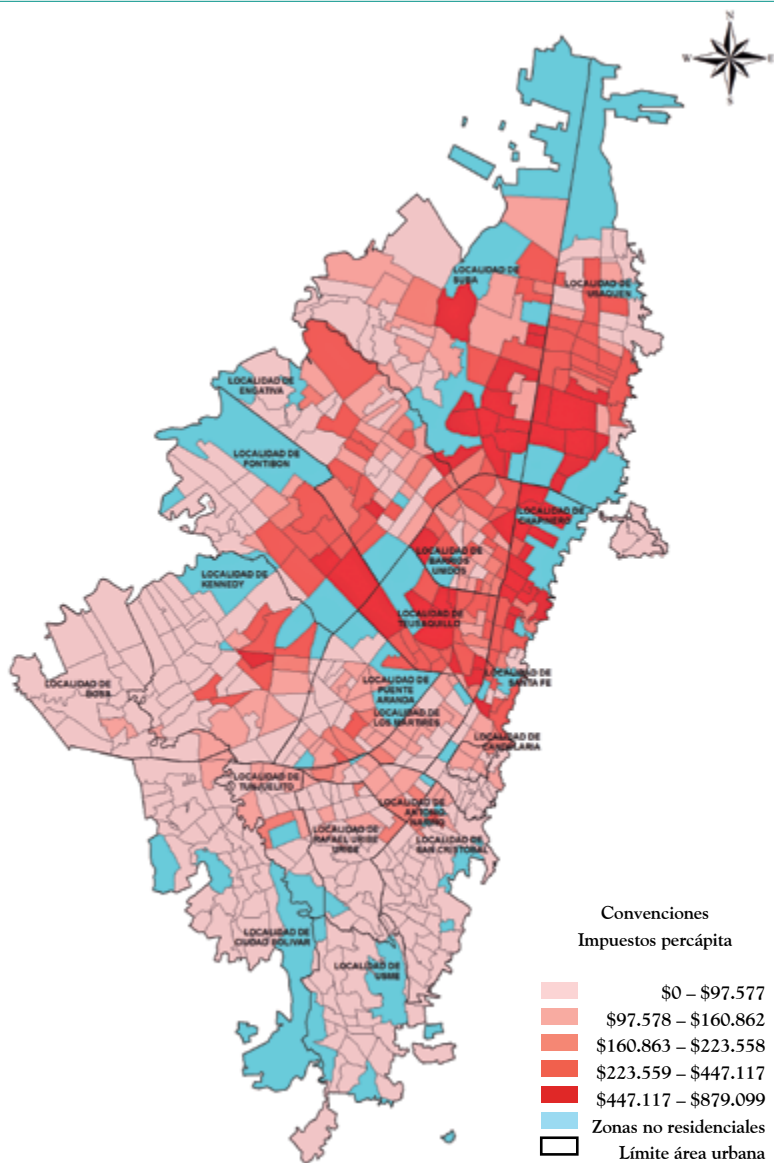 N
W E
S
LOCALIDAD DE
SUBA
LOCALIDAD DE
USAQUEN
LOCALIDAD DE
ENGATIVA
LOCALIDAD DE
FONTIBON
LOCALIDAD DE
CHAPINERO
LOCALIDAD DE
BARRIOS
UNIDOS
LOCALIDAD DE
KENNEDY
LOCALIDAD DE
TEUSAQUILLO
LOCALIDAD DE
SANTA FE
LOCALIDAD DE
BOSA
LOCALIDAD DE
PUENTE
ARANDA
LOCALIDAD DE
LOS MARTIRES
LOCALIDAD DE
CANDELARIA
LOCALIDAD DE
TUNJUELITO
LOCALIDAD DE
ANTONIO
NARIÑO
LOCALIDAD DE
RAFAEL URIBE
URIBE
LOCALIDAD DE
SAN CRISTOBAL
LOCALIDAD DE
CIUDAD BOLIVAR
LOCALIDAD DE
USME
Convenciones
Impuestos percápita
$0 – $97.577
$97.578 – $160.862
$160.863 – $223.558
$223.559 – $447.117
$447.117 – $879.099
Zonas no residenciales
Límite área urbana